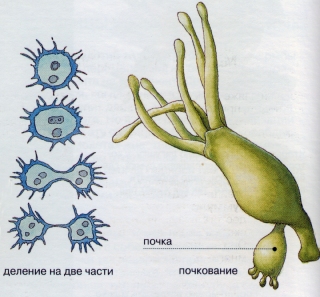 почка
деление на две части
почкование